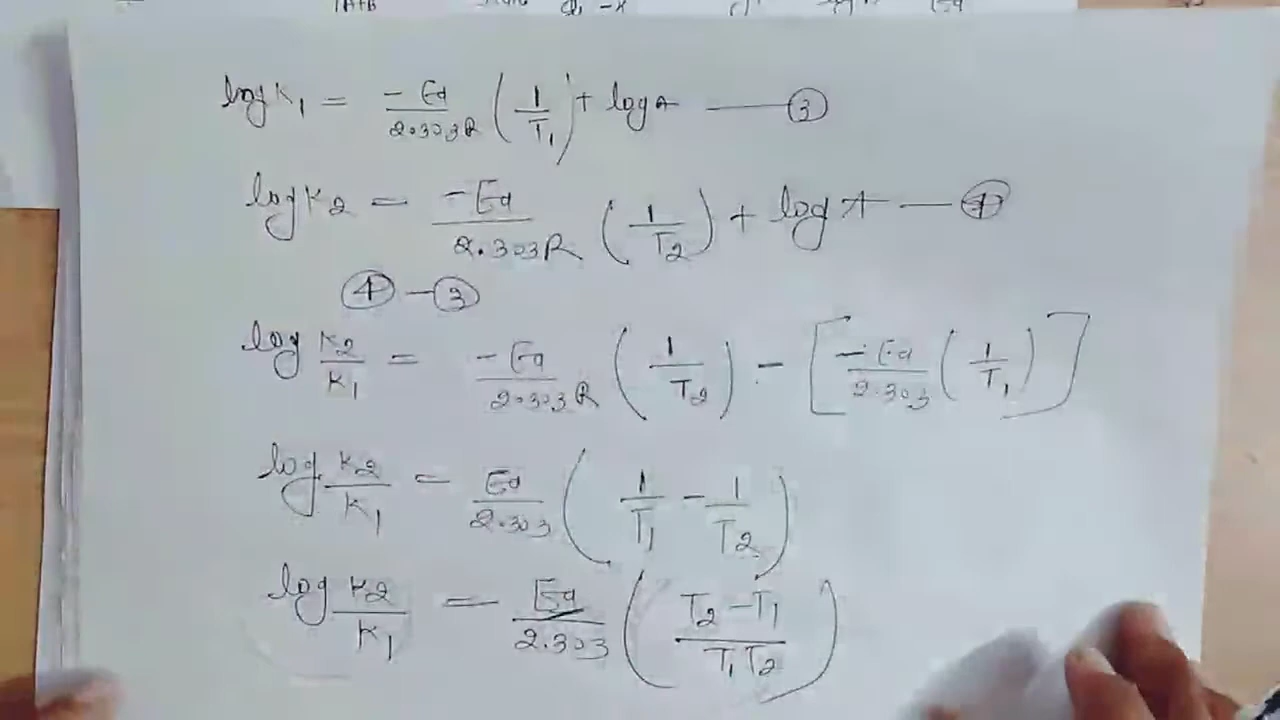 log K₁ = -Ea/2.303R (1/T₁) + log A —— ③
log K₂ = -Ea/2.303R (1/T₂) + log A —— ④
④ - ③
log K₂/K₁ = -Ea/2.303R (1/T₂) - [-Ea/2.303 (1/T₁)]
log K₂/K₁ = Ea/2.303 (1/T₁ - 1/T₂)
log K₂/K₁ = Ea/2.303 (T₂ - T₁/T₁T₂)